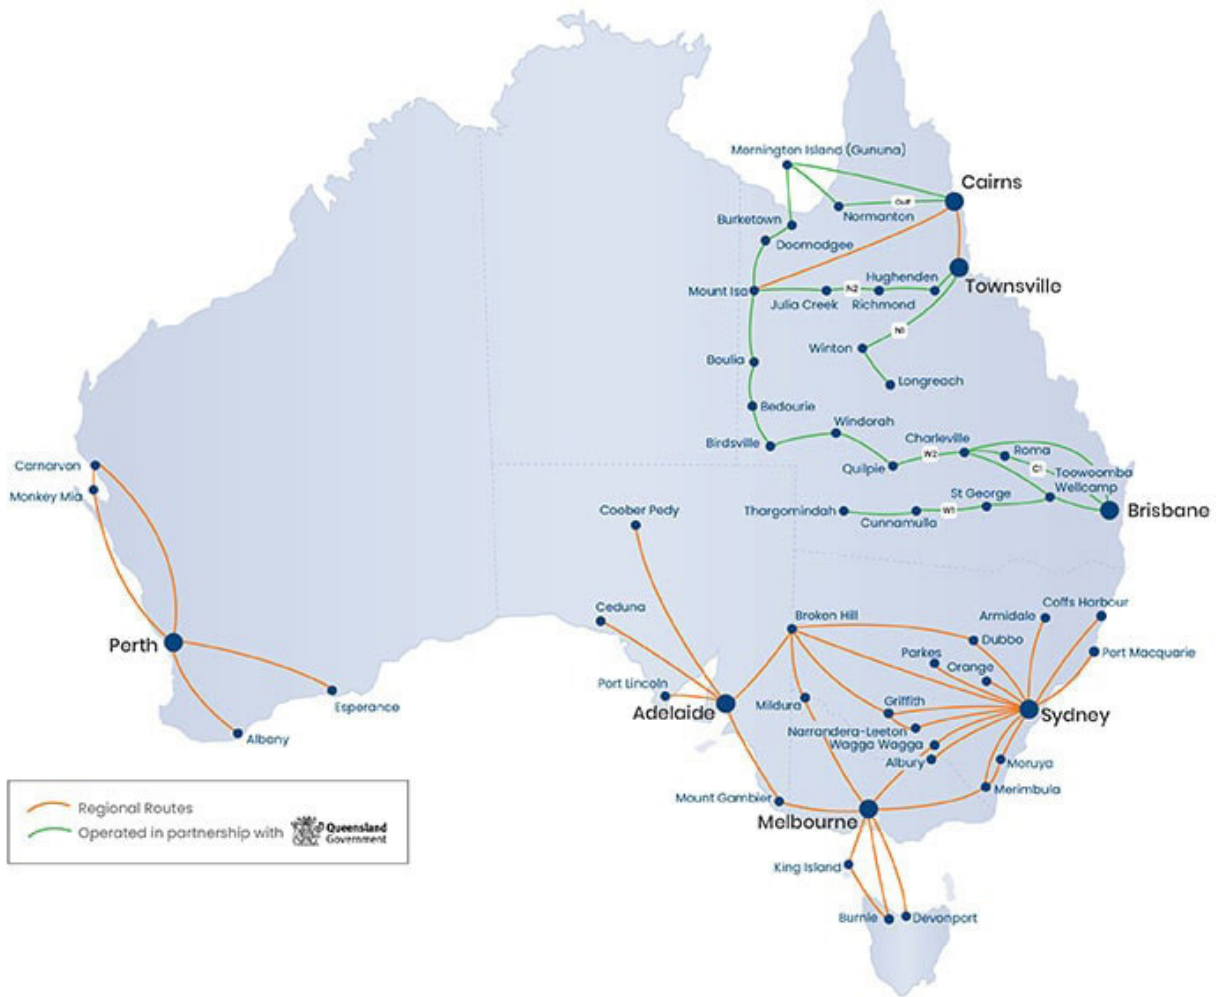 Mornington Island (Gununa)
Cairns
Gulf
Normanton
Burketown
Doomadgee
Hughenden
Townsville
Mount Isa
N2
Julia Creek
Richmond
N1
Winton
Boulia
Longreach
Bedourie
Windorah
Birdsville
Charleville
Roma
W2
C1
Quilpie
Toowoomba
Wellcamp
St George
Thargomindah
Cunnamulla
W1
Brisbane
Carnarvon
Monkey Mia
Coober Pedy
Ceduna
Broken Hill
Armidale
Coffs Harbour
Dubbo
Parkes
Orange
Port Macquarie
Perth
Port Lincoln
Adelaide
Mildura
Griffith
Sydney
Esperance
Narrandera-Leeton
Wagga Wagga
Albany
Albury
Moruya
Merimbula
Mount Gambier
Melbourne
Regional Routes
Operated in partnership with
Queensland
Government
King Island
Burnie
Devonport